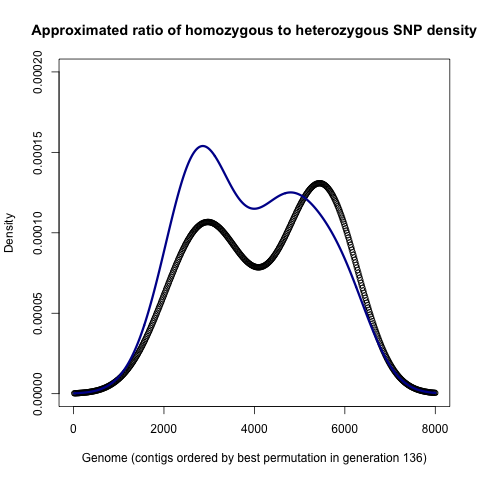 Approximated ratio of homozygous to heterozygous SNP density
0.00020
0.00015
0.00010
0.00005
0.00000
Density
0 2000 4000 6000 8000
Genome (contigs ordered by best permutation in generation 136)